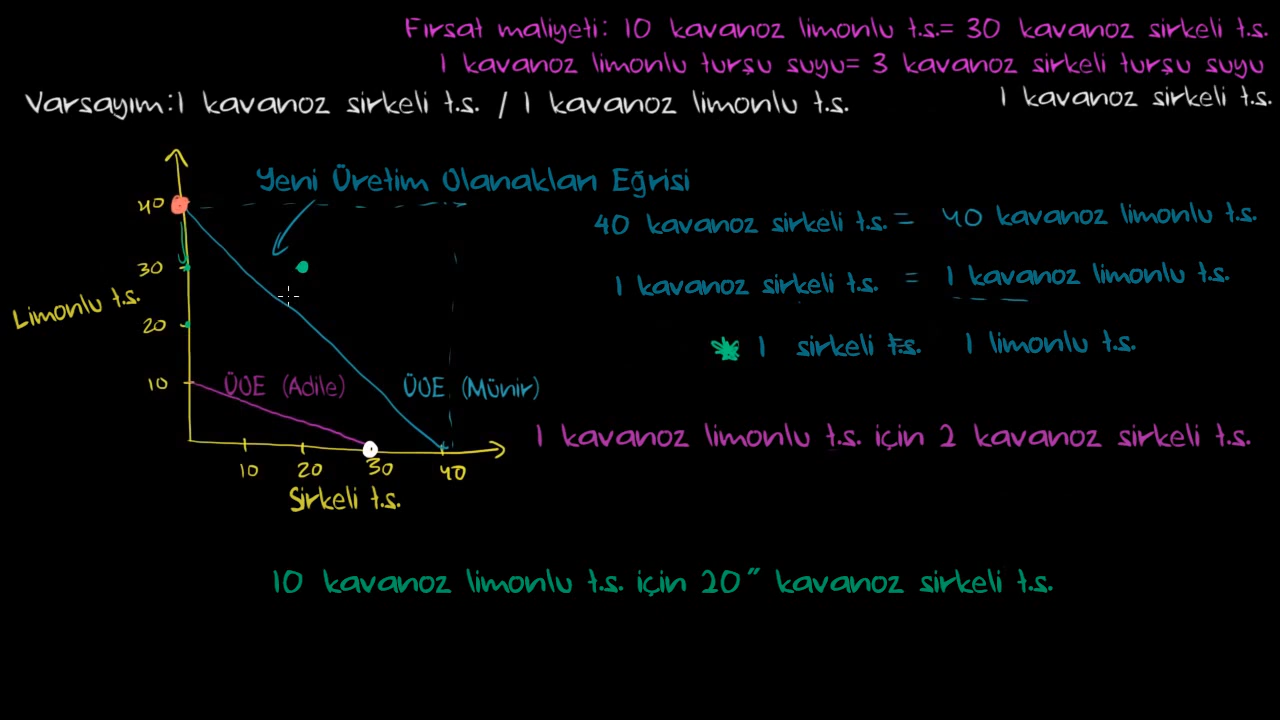 Fırsat maliyeti: 10 kavanoz limonlu t.s.= 30 kavanoz sirkeli t.s.
1 kavanoz limonlu turşu suyu= 3 kavanoz sirkeli turşu suyu
Varsayım:1 kavanoz sirkeli t.s. / 1 kavanoz limonlu t.s.
1 kavanoz sirkeli t.s.
Yeni Üretim Olanakları Eğrisi
40
40 kavanoz sirkeli t.s. = 40 kavanoz limonlu t.s.
30
1 kavanoz sirkeli t.s. = 1 kavanoz limonlu t.s.
Limonlu t.s.
20
1 sirkeli t.s. 1 limonlu t.s.
10
ÜOE (Adile)
ÜOE (Münir)
1 kavanoz limonlu t.s. için 2 kavanoz sirkeli t.s.
10 20 30 40
Sirkeli t.s.
10 kavanoz limonlu t.s. için 20" kavanoz sirkeli t.s.